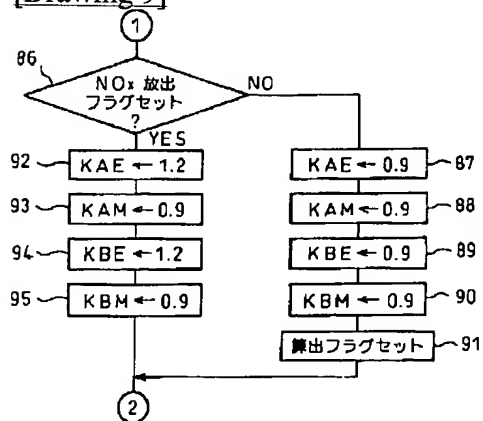 [Drawing 9]
1
86
NOx 放出
フラグセット
?
NO
YES
92 KAE ← 1.2
KAE ← 0.9 87
93 KAM ← 0.9
KAM ← 0.9 88
94 KBE ← 1.2
KBE ← 0.9 89
95 KBM ← 0.9
KBM ← 0.9 90
算出フラグセット 91
2